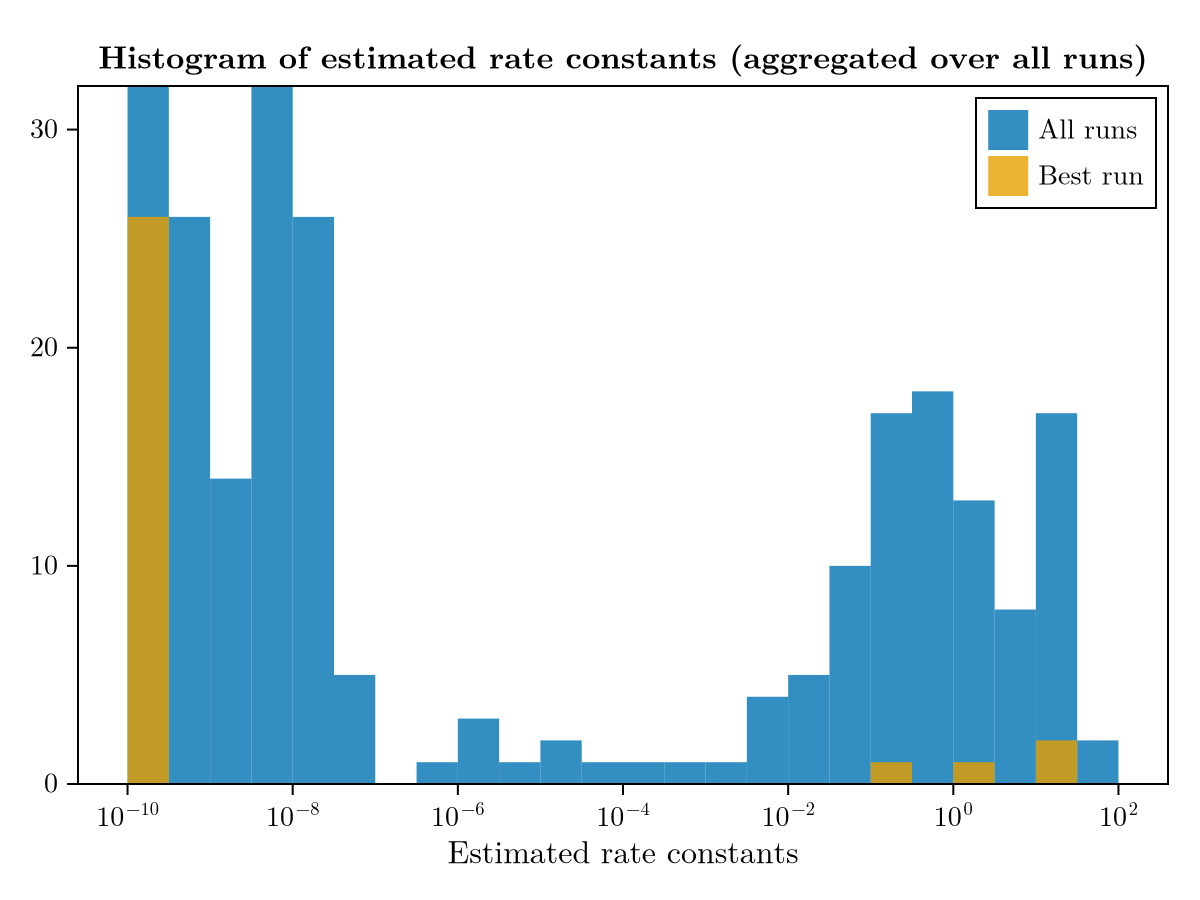 Histogram of estimated rate constants (aggregated over all runs)
All runs
Best run
30
20
10
0
10⁻¹⁰ 10⁻⁸ 10⁻⁶ 10⁻⁴ 10⁻² 10⁰ 10²
Estimated rate constants